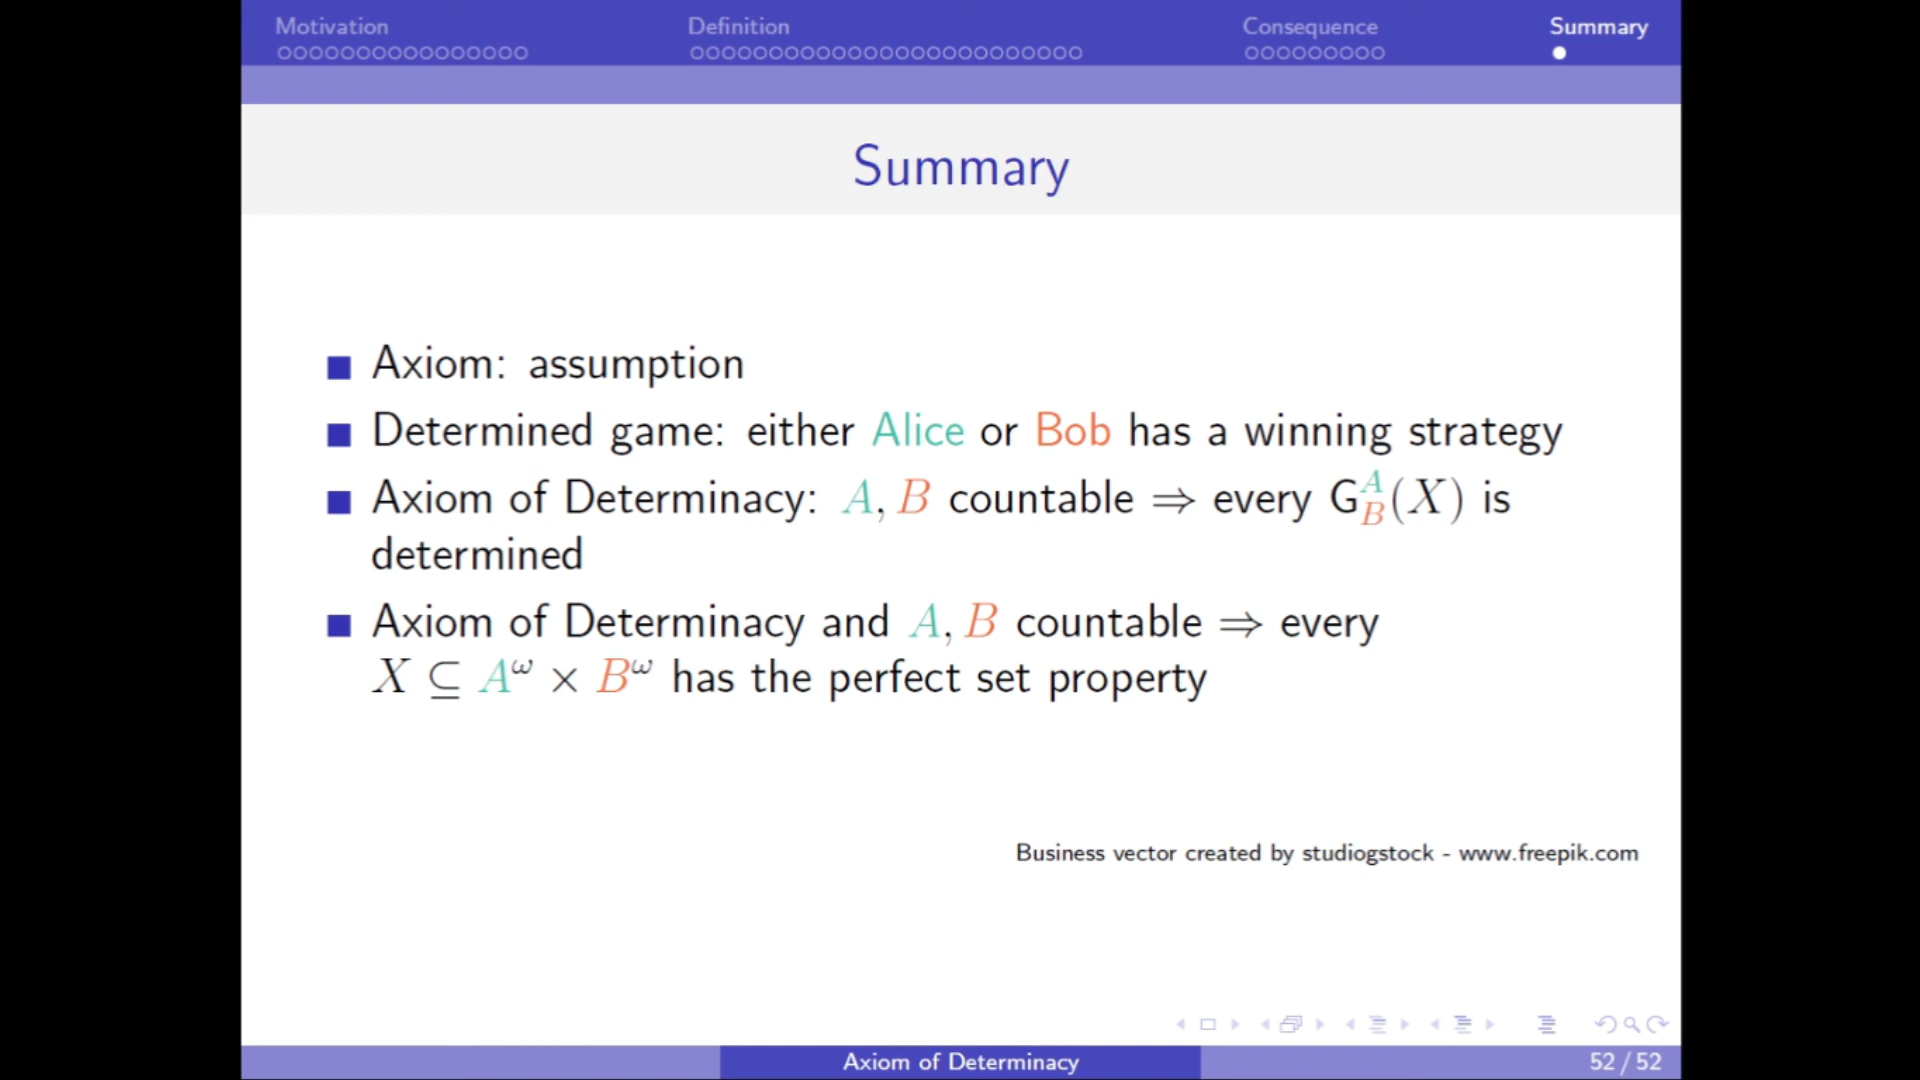 Motivation Definition Consequence Summary
Summary
Axiom: assumption
Determined game: either Alice or Bob has a winning strategy
Axiom of Determinacy: A, B countable ⇒ every G^A_B(X) is
determined
Axiom of Determinacy and A, B countable ⇒ every
X ⊆ A^ω × B^ω has the perfect set property
Business vector created by studiogstock - www.freepik.com
Axiom of Determinacy 52 / 52